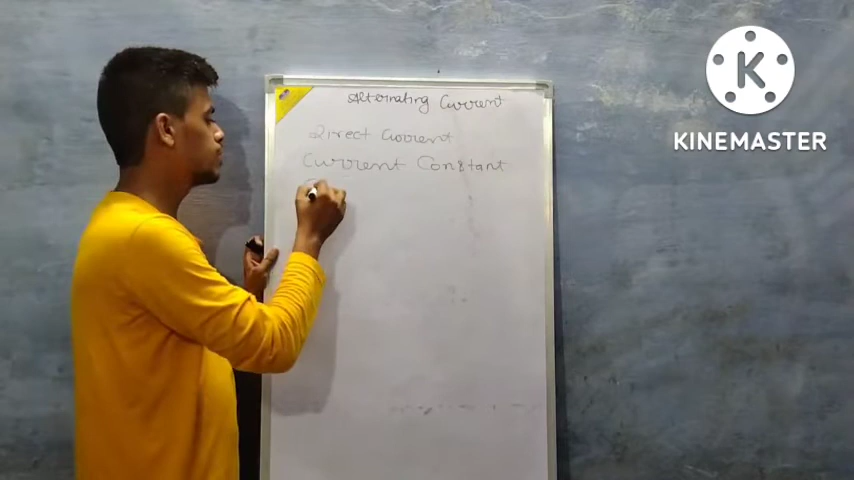 Alternating Current
Direct Current
Current Constant
K
KINEMASTER